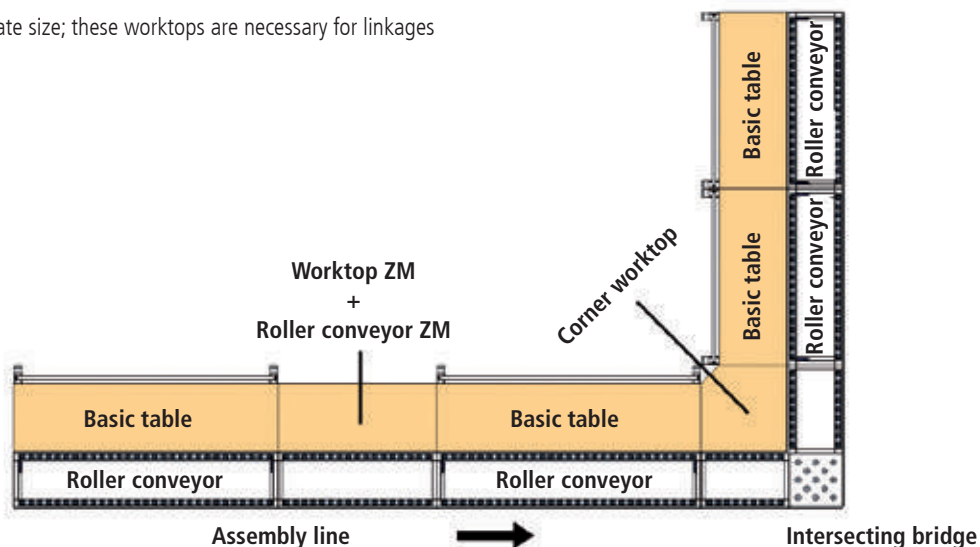 ate size; these worktops are necessary for linkages
Basic table
Roller conveyor
Basic table
Roller conveyor
Corner worktop
Worktop ZM
+
Roller conveyor ZM
Basic table
Basic table
Roller conveyor
Roller conveyor
Assembly line
Intersecting bridge